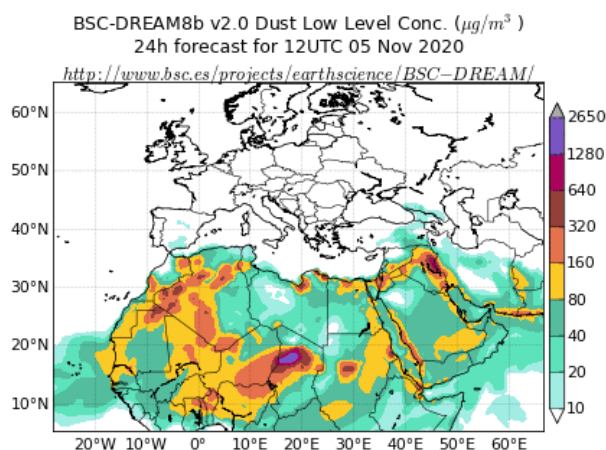 BSC-DREAM8b v2.0 Dust Low Level Conc. (μg/m³ )
24h forecast for 12UTC 05 Nov 2020
http://www.bsc.es/projects/earthscience/BSC−DREAM/
60°N
50°N
40°N
30°N
20°N
10°N
20°W 10°W 0° 10°E 20°E 30°E 40°E 50°E 60°E
2650
1280
640
320
160
80
40
20
10